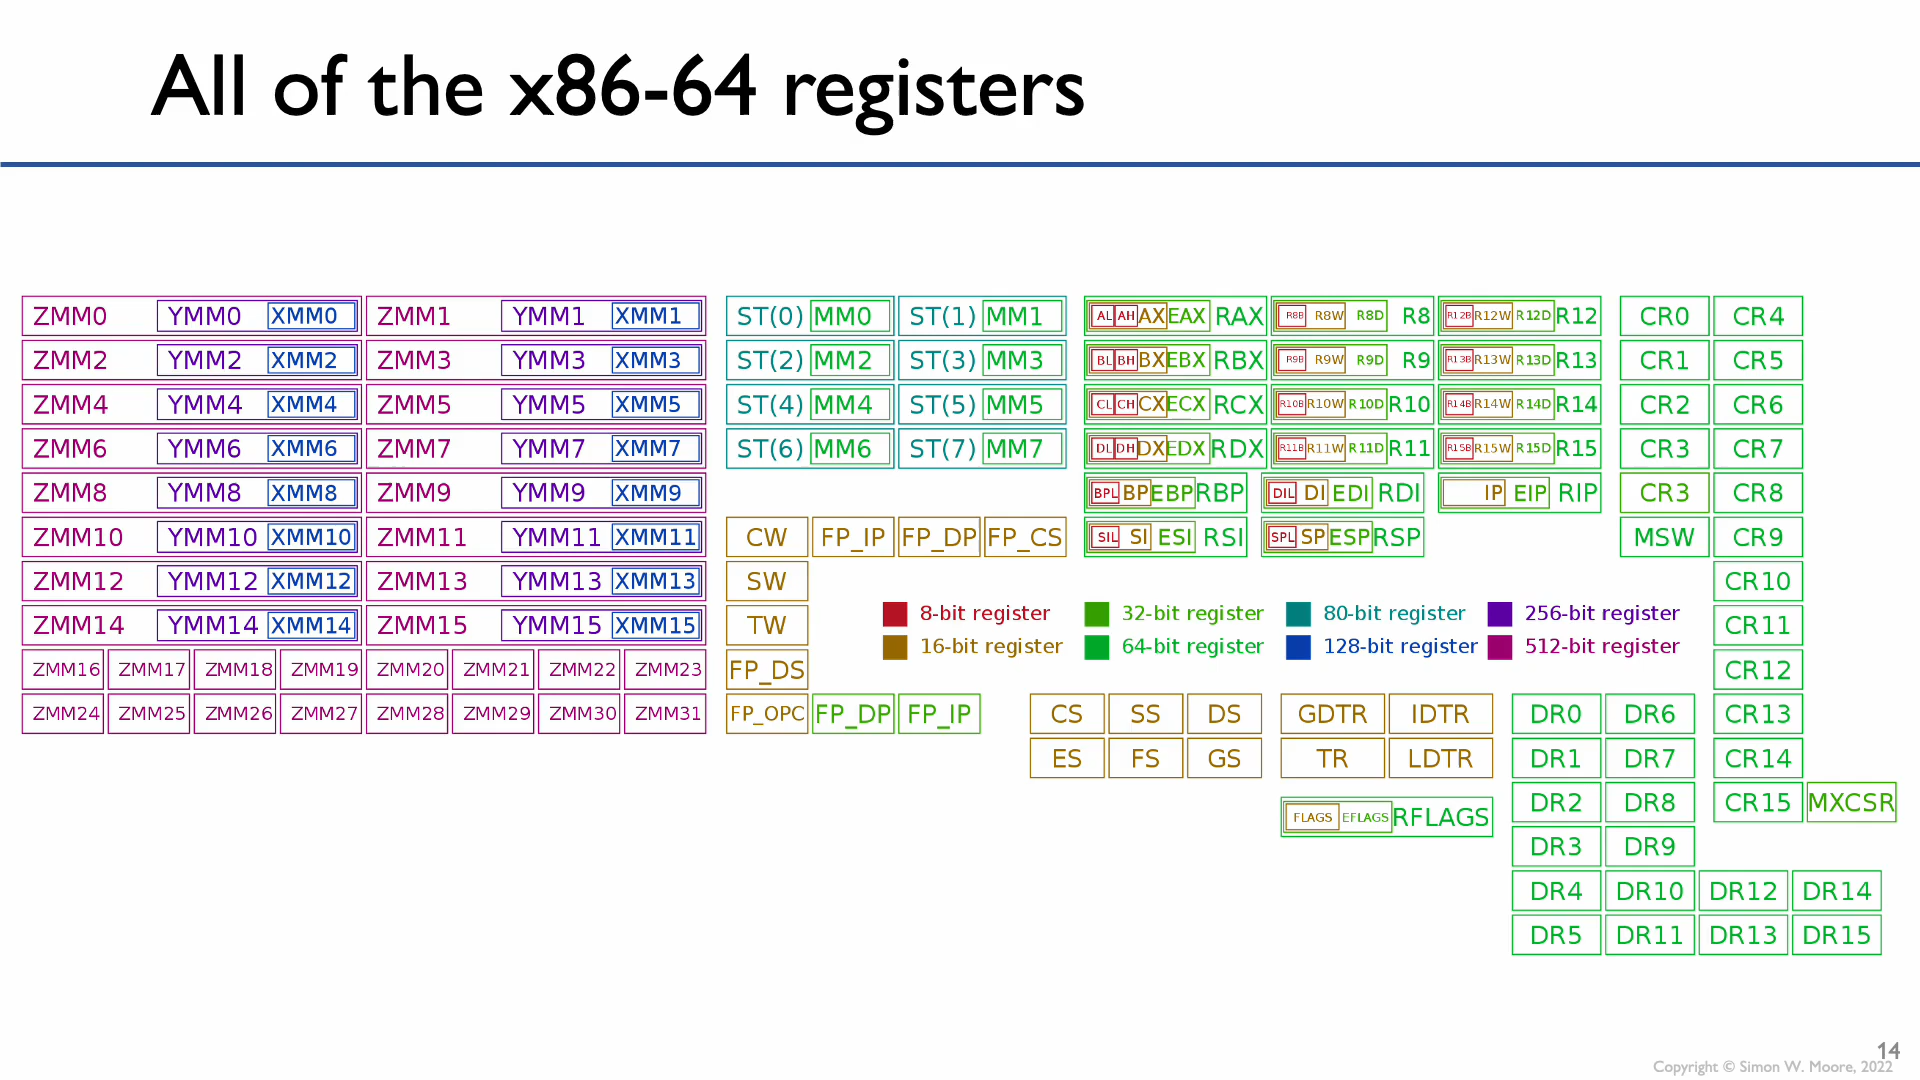 All of the x86-64 registers
ZMM0 YMM0 XMM0 ZMM1 YMM1 XMM1 ST(0) MM0 ST(1) MM1 AL AH AX EAX RAX R8B R8W R8D R8 R12B R12W R12D R12 CR0 CR4
ZMM2 YMM2 XMM2 ZMM3 YMM3 XMM3 ST(2) MM2 ST(3) MM3 BL BH BX EBX RBX R9B R9W R9D R9 R13B R13W R13D R13 CR1 CR5
ZMM4 YMM4 XMM4 ZMM5 YMM5 XMM5 ST(4) MM4 ST(5) MM5 CL CH CX ECX RCX R10B R10W R10D R10 R14B R14W R14D R14 CR2 CR6
ZMM6 YMM6 XMM6 ZMM7 YMM7 XMM7 ST(6) MM6 ST(7) MM7 DL DH DX EDX RDX R11B R11W R11D R11 R15B R15W R15D R15 CR3 CR7
ZMM8 YMM8 XMM8 ZMM9 YMM9 XMM9 BPL BP EBP RBP DIL DI EDI RDI IP EIP RIP CR3 CR8
ZMM10 YMM10 XMM10 ZMM11 YMM11 XMM11 CW FP_IP FP_DP FP_CS SIL SI ESI RSI SPL SP ESP RSP MSW CR9
ZMM12 YMM12 XMM12 ZMM13 YMM13 XMM13 SW CR10
ZMM14 YMM14 XMM14 ZMM15 YMM15 XMM15 TW 8-bit register 32-bit register 80-bit register 256-bit register CR11
16-bit register 64-bit register 128-bit register 512-bit register
ZMM16 ZMM17 ZMM18 ZMM19 ZMM20 ZMM21 ZMM22 ZMM23 FP_DS CR12
ZMM24 ZMM25 ZMM26 ZMM27 ZMM28 ZMM29 ZMM30 ZMM31 FP_OPC FP_DP FP_IP CS SS DS GDTR IDTR DR0 DR6 CR13
ES FS GS TR LDTR DR1 DR7 CR14
DR2 DR8 CR15 MXCSR
FLAGS EFLAGS RFLAGS
DR3 DR9
DR4 DR10 DR12 DR14
DR5 DR11 DR13 DR15
14
Copyright © Simon W. Moore, 2022